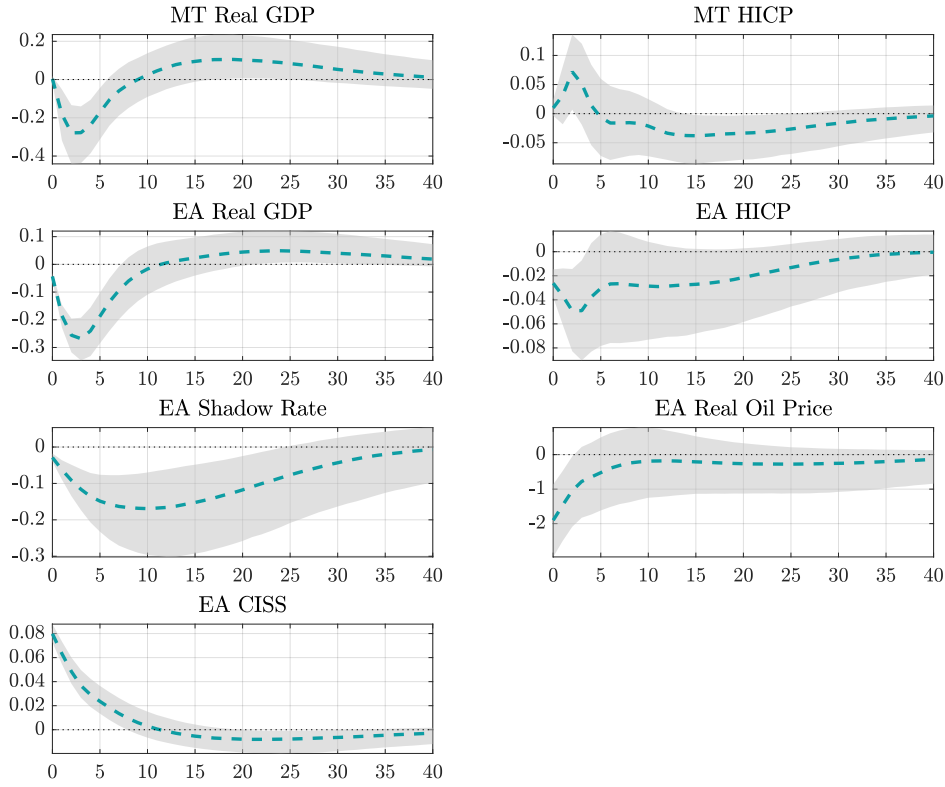 MT Real GDP
0.2
0
-0.2
-0.4
0 5 10 15 20 25 30 35 40
MT HICP
0.1
0.05
0
-0.05
0 5 10 15 20 25 30 35 40
EA Real GDP
0.1
0
-0.1
-0.2
-0.3
0 5 10 15 20 25 30 35 40
EA HICP
0
-0.02
-0.04
-0.06
-0.08
0 5 10 15 20 25 30 35 40
EA Shadow Rate
0
-0.1
-0.2
-0.3
0 5 10 15 20 25 30 35 40
EA Real Oil Price
0
-1
-2
0 5 10 15 20 25 30 35 40
EA CISS
0.08
0.06
0.04
0.02
0
0 5 10 15 20 25 30 35 40